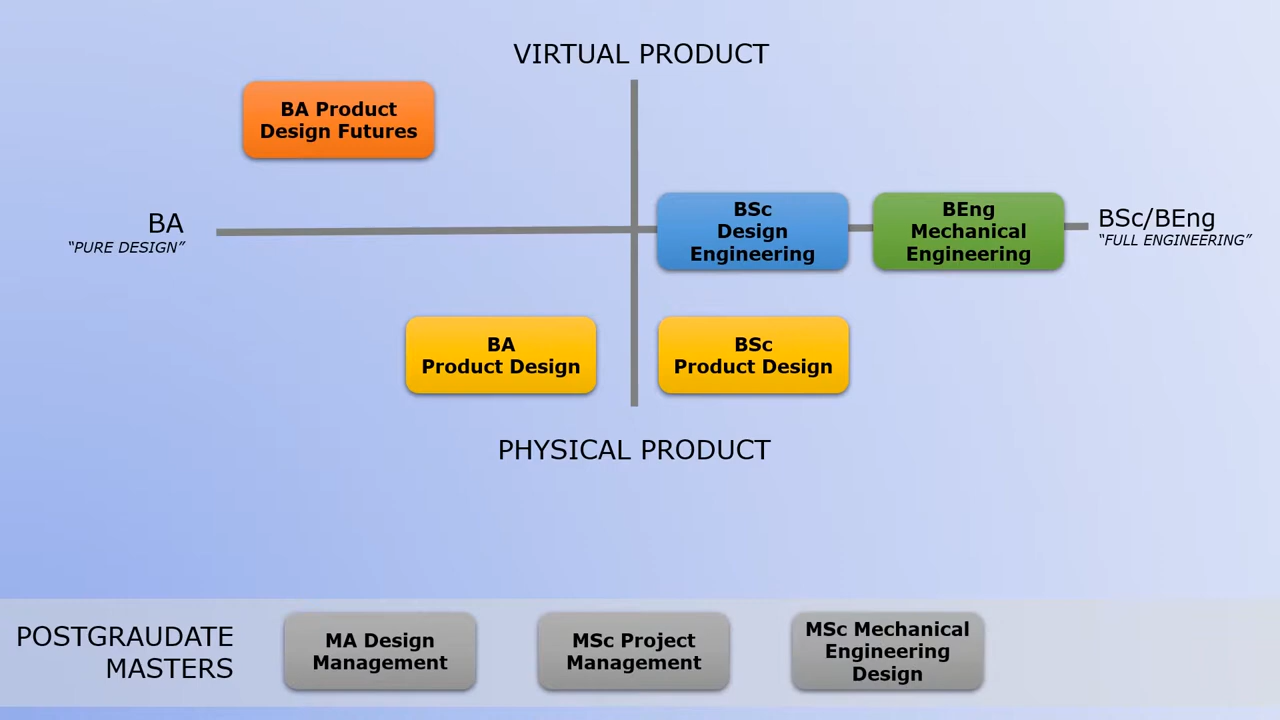 VIRTUAL PRODUCT
BA Product
Design Futures
BA
"PURE DESIGN"
BSc
Design
Engineering
BEng
Mechanical
Engineering
BSc/BEng
"FULL ENGINEERING"
BA
Product Design
BSc
Product Design
PHYSICAL PRODUCT
POSTGRAUDATE
MASTERS
MA Design
Management
MSc Project
Management
MSc Mechanical
Engineering
Design